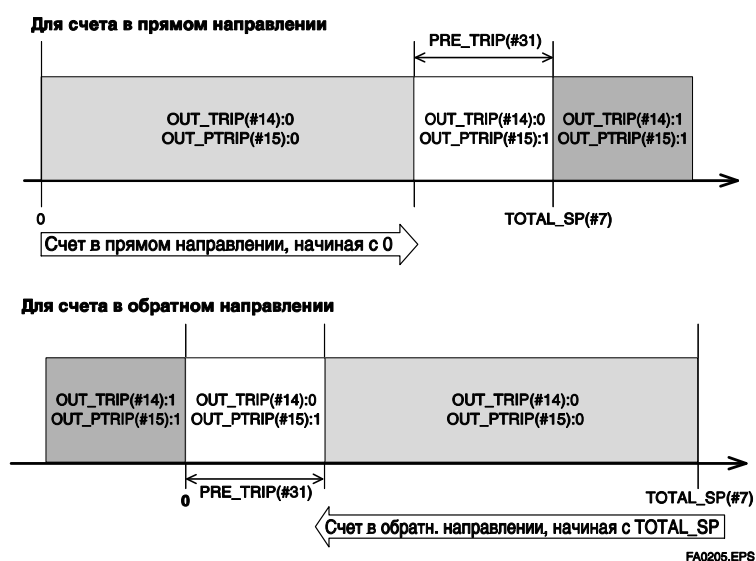 Для счета в прямом направлении
PRE_TRIP(#31)
OUT_TRIP(#14):0
OUT_PTRIP(#15):0
OUT_TRIP(#14):0
OUT_PTRIP(#15):1
OUT_TRIP(#14):1
OUT_PTRIP(#15):1
0
TOTAL_SP(#7)
Счет в прямом направлении, начиная с 0
Для счета в обратном направлении
OUT_TRIP(#14):1
OUT_PTRIP(#15):1
OUT_TRIP(#14):0
OUT_PTRIP(#15):1
OUT_TRIP(#14):0
OUT_PTRIP(#15):0
0
PRE_TRIP(#31)
TOTAL_SP(#7)
Счет в обратн. направлении, начиная с TOTAL_SP
FA0205.EPS